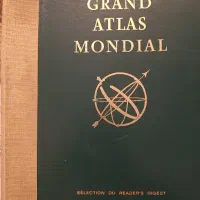 GRAND
ATLAS
MONDIAL
SÉLECTION DU READER'S DIGEST